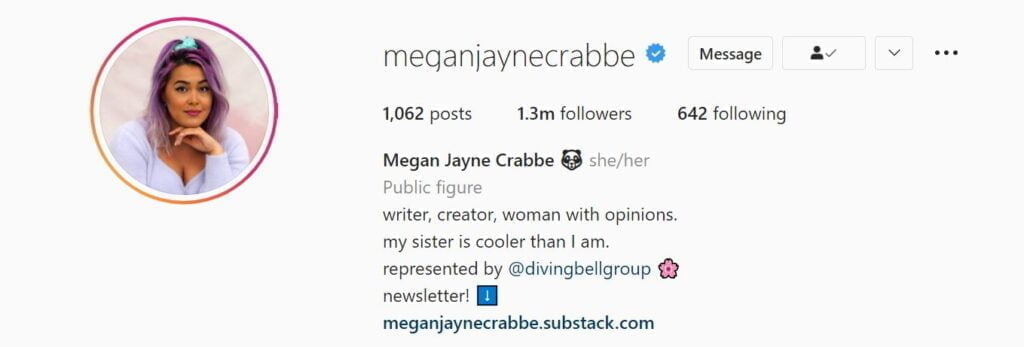 meganjaynecrabbe
Message
1,062 posts 1.3m followers 642 following
Megan Jayne Crabbe 🐼 she/her
Public figure
writer, creator, woman with opinions.
my sister is cooler than I am.
represented by @divingbellgroup 🌸
newsletter! ⬇️
meganjaynecrabbe.substack.com